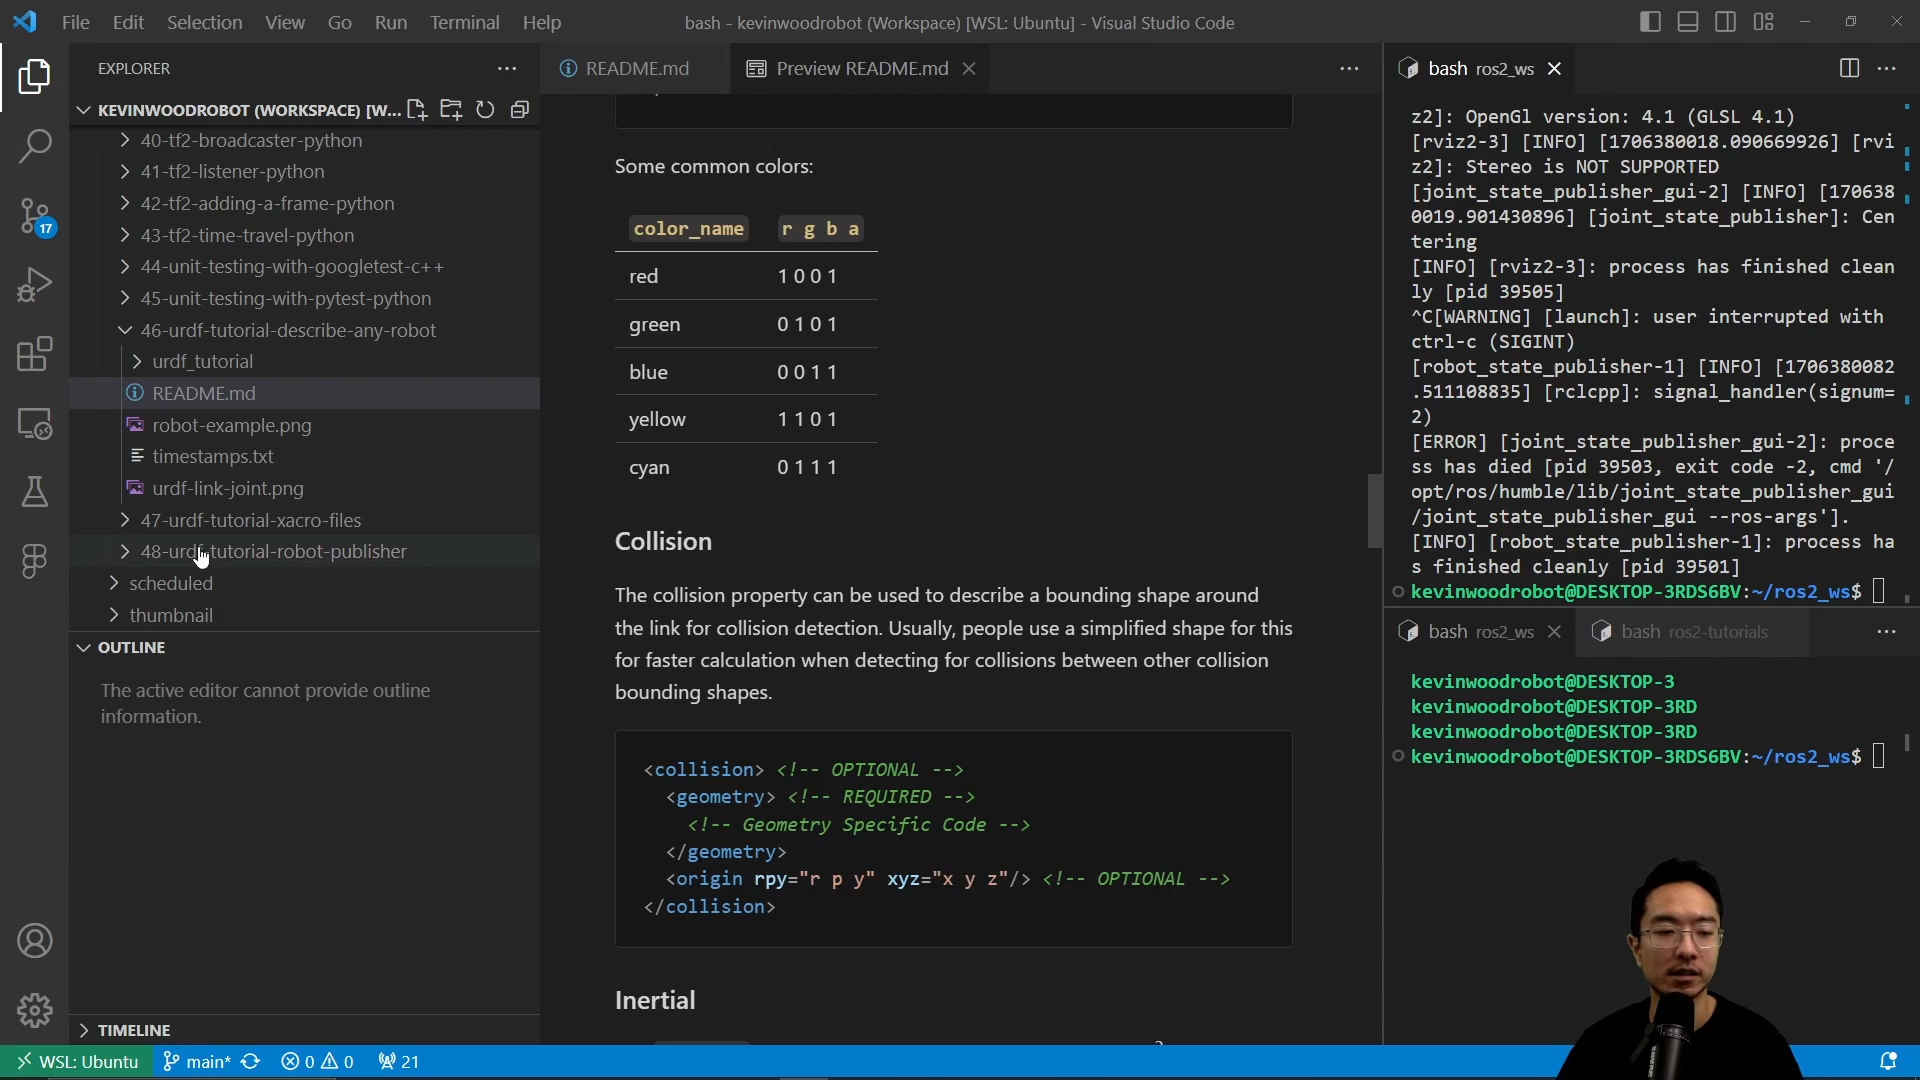 File Edit Selection View Go Run Terminal Help
bash - kevinwoodrobot (Workspace) [WSL: Ubuntu] - Visual Studio Code
EXPLORER
KEVINWOODROBOT (WORKSPACE) [W...
40-tf2-broadcaster-python
41-tf2-listener-python
42-tf2-adding-a-frame-python
43-tf2-time-travel-python
44-unit-testing-with-googletest-c++
45-unit-testing-with-pytest-python
46-urdf-tutorial-describe-any-robot
urdf_tutorial
README.md
robot-example.png
timestamps.txt
urdf-link-joint.png
47-urdf-tutorial-xacro-files
48-urdf-tutorial-robot-publisher
scheduled
thumbnail
OUTLINE
The active editor cannot provide outline
information.
TIMELINE
17
README.md
Preview README.md
Some common colors:
color_name r g b a
red 1 0 0 1
green 0 1 0 1
blue 0 0 1 1
yellow 1 1 0 1
cyan 0 1 1 1
Collision
The collision property can be used to describe a bounding shape around
the link for collision detection. Usually, people use a simplified shape for this
for faster calculation when detecting for collisions between other collision
bounding shapes.
<collision> <!-- OPTIONAL -->
<geometry> <!-- REQUIRED -->
<!-- Geometry Specific Code -->
</geometry>
<origin rpy="r p y" xyz="x y z"/> <!-- OPTIONAL -->
</collision>
Inertial
bash ros2_ws
z2]: OpenGl version: 4.1 (GLSL 4.1)
[rviz2-3] [INFO] [1706380018.090669926] [rvi
z2]: Stereo is NOT SUPPORTED
[joint_state_publisher_gui-2] [INFO] [170638
0019.901430896] [joint_state_publisher]: Cen
tering
[INFO] [rviz2-3]: process has finished clean
ly [pid 39505]
^C[WARNING] [launch]: user interrupted with
ctrl-c (SIGINT)
[robot_state_publisher-1] [INFO] [1706380082
.511108835] [rclcpp]: signal_handler(signum=
2)
[ERROR] [joint_state_publisher_gui-2]: proce
ss has died [pid 39503, exit code -2, cmd '/
opt/ros/humble/lib/joint_state_publisher_gui
/joint_state_publisher_gui --ros-args'].
[INFO] [robot_state_publisher-1]: process ha
s finished cleanly [pid 39501]
kevinwoodrobot@DESKTOP-3RDS6BV:~/ros2_ws$
bash ros2_ws
bash ros2-tutorials
kevinwoodrobot@DESKTOP-3
kevinwoodrobot@DESKTOP-3RD
kevinwoodrobot@DESKTOP-3RD
kevinwoodrobot@DESKTOP-3RDS6BV:~/ros2_ws$
WSL: Ubuntu main* 0 0 21